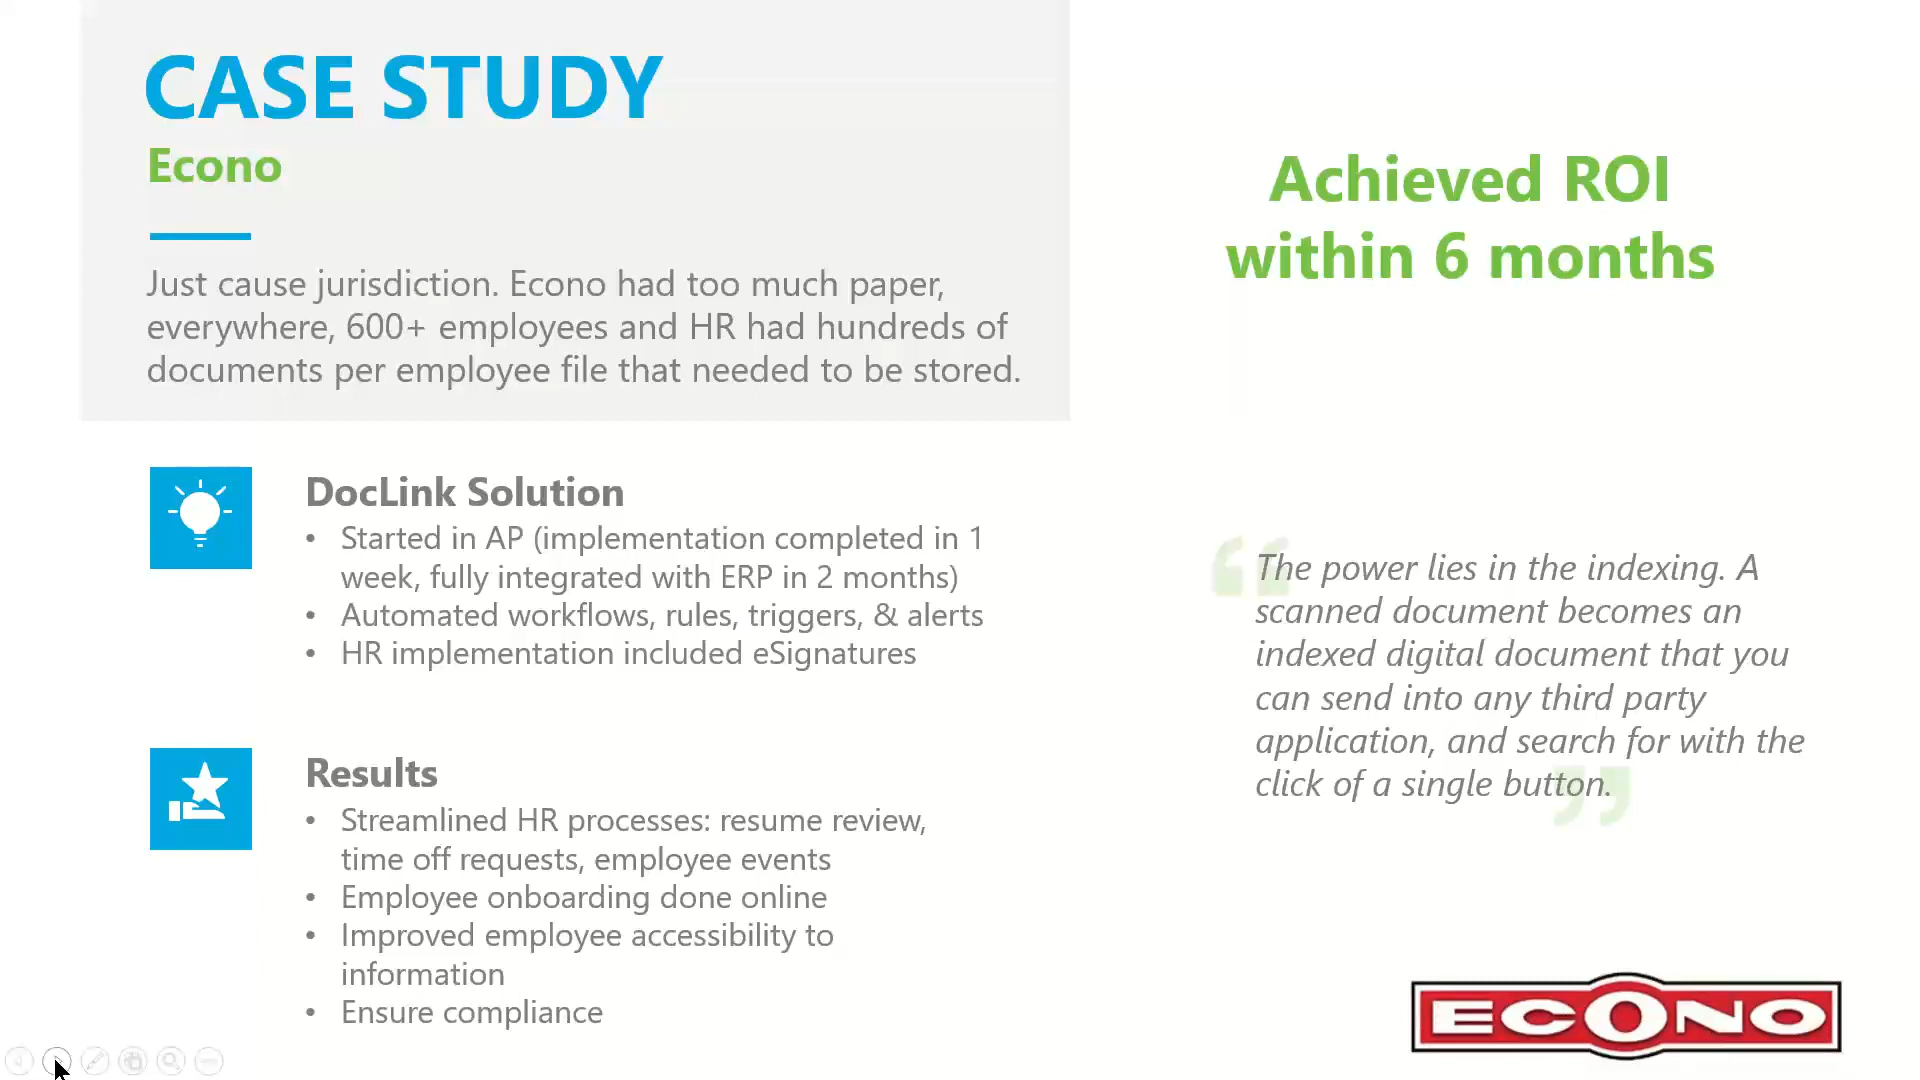 CASE STUDY
Econo
Just cause jurisdiction. Econo had too much paper,
everywhere, 600+ employees and HR had hundreds of
documents per employee file that needed to be stored.
Achieved ROI
within 6 months
DocLink Solution
• Started in AP (implementation completed in 1
week, fully integrated with ERP in 2 months)
• Automated workflows, rules, triggers, & alerts
• HR implementation included eSignatures
Results
• Streamlined HR processes: resume review,
time off requests, employee events
• Employee onboarding done online
• Improved employee accessibility to
information
• Ensure compliance
“The power lies in the indexing. A
scanned document becomes an
indexed digital document that you
can send into any third party
application, and search for with the
click of a single button.”
ECONO